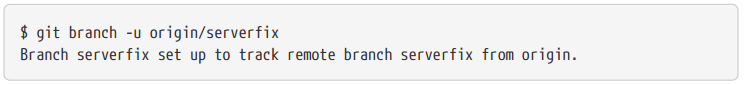 $ git branch -u origin/serverfix
Branch serverfix set up to track remote branch serverfix from origin.